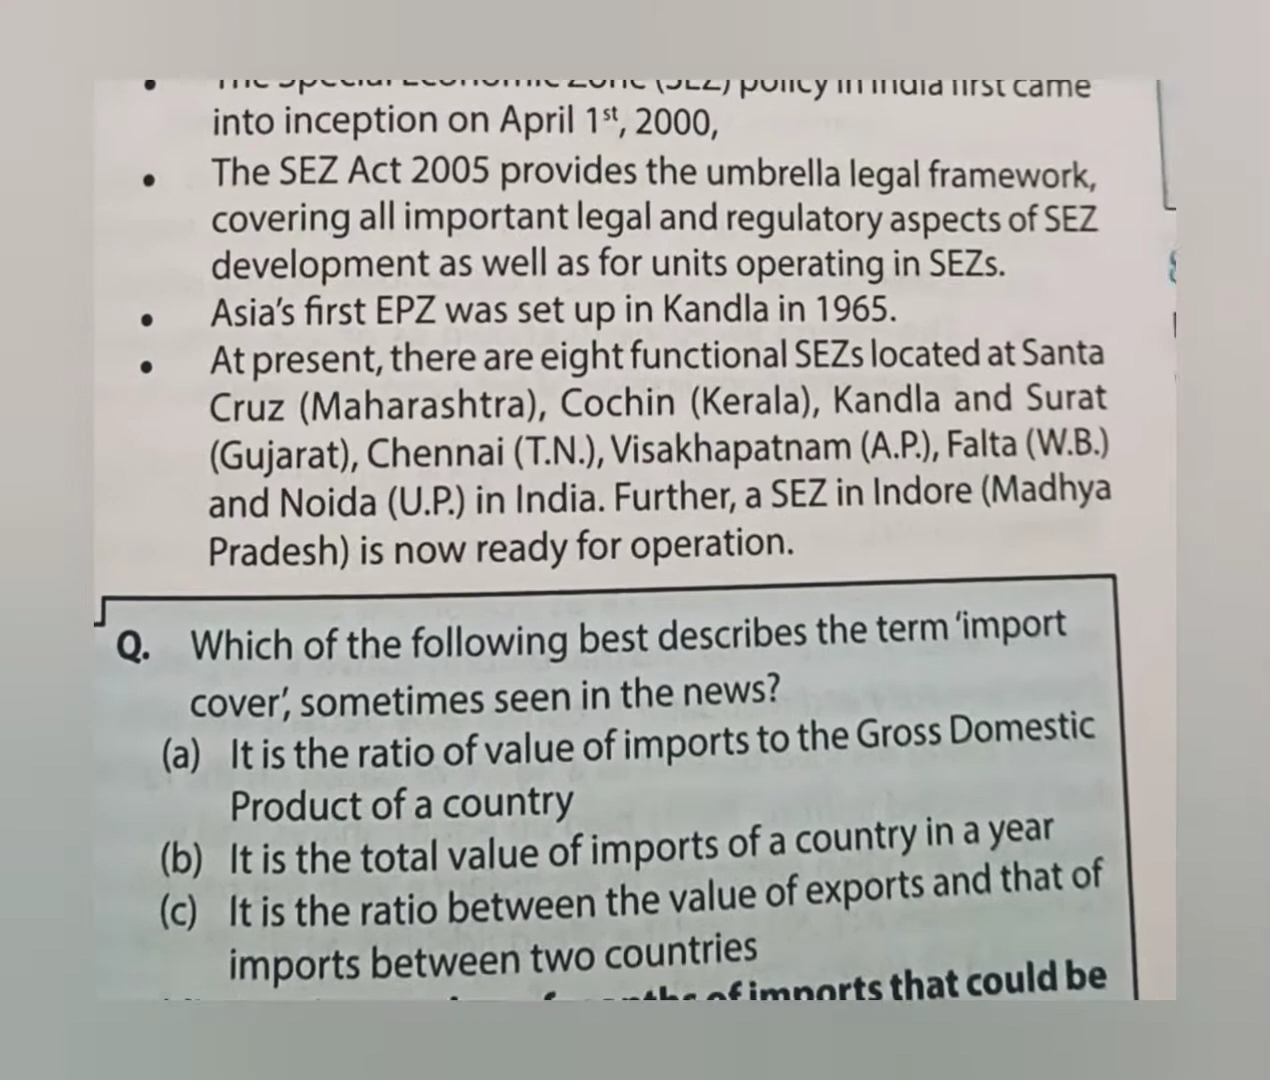 The Special Economic Zone (SEZ) policy in India first came
into inception on April 1st, 2000,
• The SEZ Act 2005 provides the umbrella legal framework,
covering all important legal and regulatory aspects of SEZ
development as well as for units operating in SEZs.
• Asia's first EPZ was set up in Kandla in 1965.
• At present, there are eight functional SEZs located at Santa
Cruz (Maharashtra), Cochin (Kerala), Kandla and Surat
(Gujarat), Chennai (T.N.), Visakhapatnam (A.P.), Falta (W.B.)
and Noida (U.P.) in India. Further, a SEZ in Indore (Madhya
Pradesh) is now ready for operation.
Q. Which of the following best describes the term 'import
cover', sometimes seen in the news?
(a) It is the ratio of value of imports to the Gross Domestic
Product of a country
(b) It is the total value of imports of a country in a year
(c) It is the ratio between the value of exports and that of
imports between two countries
of imports that could be